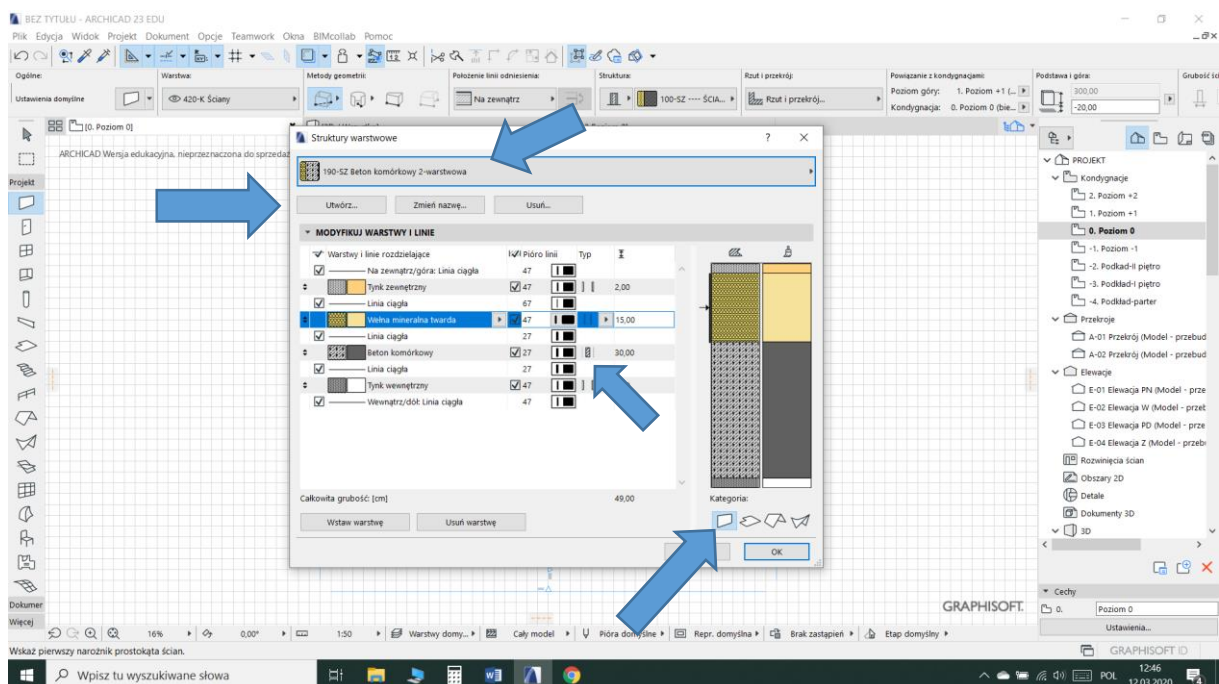 BEZ TYTUŁU - ARCHICAD 23 EDU
Plik Edycja Widok Projekt Dokument Opcje Teamwork Okna BIMcollab Pomoc
Ogólne: Warstwa: Metody geometrii: Położenie linii odniesienia: Struktura: Rzut i przekrój: Powiązanie z kondygnacjami: Podstawa i góra: Grubość śc
Ustawienia domyślne 420-K Ściany Na zewnątrz 100-SZ ---- ŚCIA... Rzut i przekrój...
Poziom góry: 1. Poziom +1 (... 300,00
Kondygnacja: 0. Poziom 0 (bie... -20,00
[0. Poziom 0]
ARCHICAD Wersja edukacyjna, nieprzeznaczona do sprzedaż
Projekt
Struktury warstwowe ? ×
190-SZ Beton komórkowy 2-warstwowa
Utwórz... Zmień nazwę... Usuń...
MODYFIKUJ WARSTWY I LINIE
Warstwy i linie rozdzielające Pióro linii Typ
Na zewnątrz/góra: Linia ciągła 47
Tynk zewnętrzny 47 2,00
Linia ciągła 67
Wełna mineralna twarda 47 15,00
Linia ciągła 27
Beton komórkowy 27 30,00
Linia ciągła 27
Tynk wewnętrzny 47
Wewnątrz/dół: Linia ciągła 47
Całkowita grubość: [cm] 49,00 Kategoria:
Wstaw warstwę Usuń warstwę
OK
PROJEKT
Kondygnacje
2. Poziom +2
1. Poziom +1
0. Poziom 0
-1. Poziom -1
-2. Podkad-II piętro
-3. Podkład-I piętro
-4. Podkład-parter
Przekroje
A-01 Przekrój (Model - przebud
A-02 Przekrój (Model - przebud
Elewacje
E-01 Elewacja PN (Model - prze
E-02 Elewacja W (Model - przeb
E-03 Elewacja PD (Model - prze
E-04 Elewacja Z (Model - przebu
Rozwinięcia ścian
Obszary 2D
Detale
Dokumenty 3D
3D
Cechy
0. Poziom 0
Ustawienia...
GRAPHISOFT.
GRAPHISOFT ID
Dokumer
Więcej
16% 0,00° 1:50 Warstwy domy... Cały model Pióra domyślne Repr. domyślna Brak zastąpień Etap domyślny
Wskaż pierwszy narożnik prostokąta ścian.
Wpisz tu wyszukiwane słowa
POL 12:46
12.03.2020